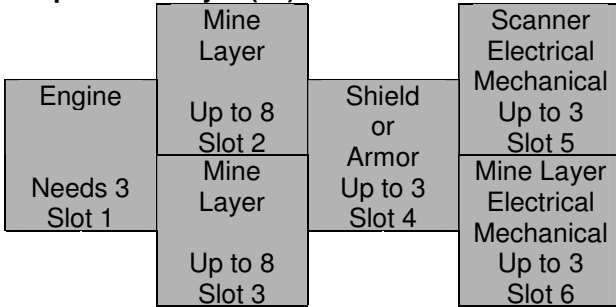 Engine
Needs 3
Slot 1
Mine
Layer
Up to 8
Slot 2
Mine
Layer
Up to 8
Slot 3
Shield
or
Armor
Up to 3
Slot 4
Scanner
Electrical
Mechanical
Up to 3
Slot 5
Mine Layer
Electrical
Mechanical
Up to 3
Slot 6